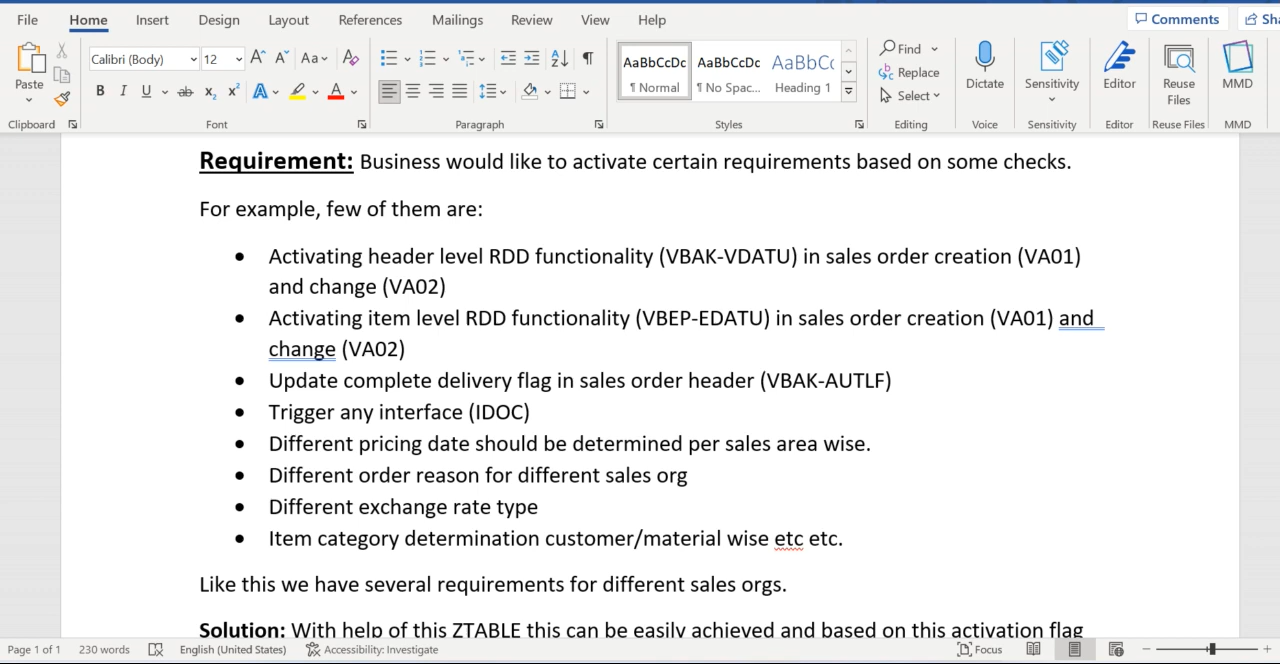 File Home Insert Design Layout References Mailings Review View Help Comments Sha
Calibri (Body) 12 Aa AaBbCcDc AaBbCcDc AaBbCc Find
Replace
Paste Normal No Spac... Heading 1 Select Dictate Sensitivity Editor Reuse Files MMD
Clipboard Font Paragraph Styles Editing Voice Sensitivity Editor Reuse Files MMD
Requirement: Business would like to activate certain requirements based on some checks.
For example, few of them are:
• Activating header level RDD functionality (VBAK-VDATU) in sales order creation (VA01)
and change (VA02)
• Activating item level RDD functionality (VBEP-EDATU) in sales order creation (VA01) and
change (VA02)
• Update complete delivery flag in sales order header (VBAK-AUTLF)
• Trigger any interface (IDOC)
• Different pricing date should be determined per sales area wise.
• Different order reason for different sales org
• Different exchange rate type
• Item category determination customer/material wise etc etc.
Like this we have several requirements for different sales orgs.
Solution: With help of this ZTABLE this can be easily achieved and based on this activation flag
Page 1 of 1 230 words English (United States) Accessibility: Investigate Focus